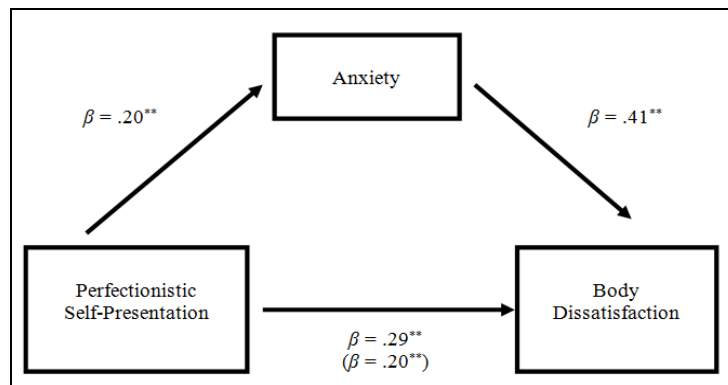 Anxiety
β = .20**
β = .41**
Perfectionistic
Self-Presentation
Body
Dissatisfaction
β = .29**
(β = .20**)